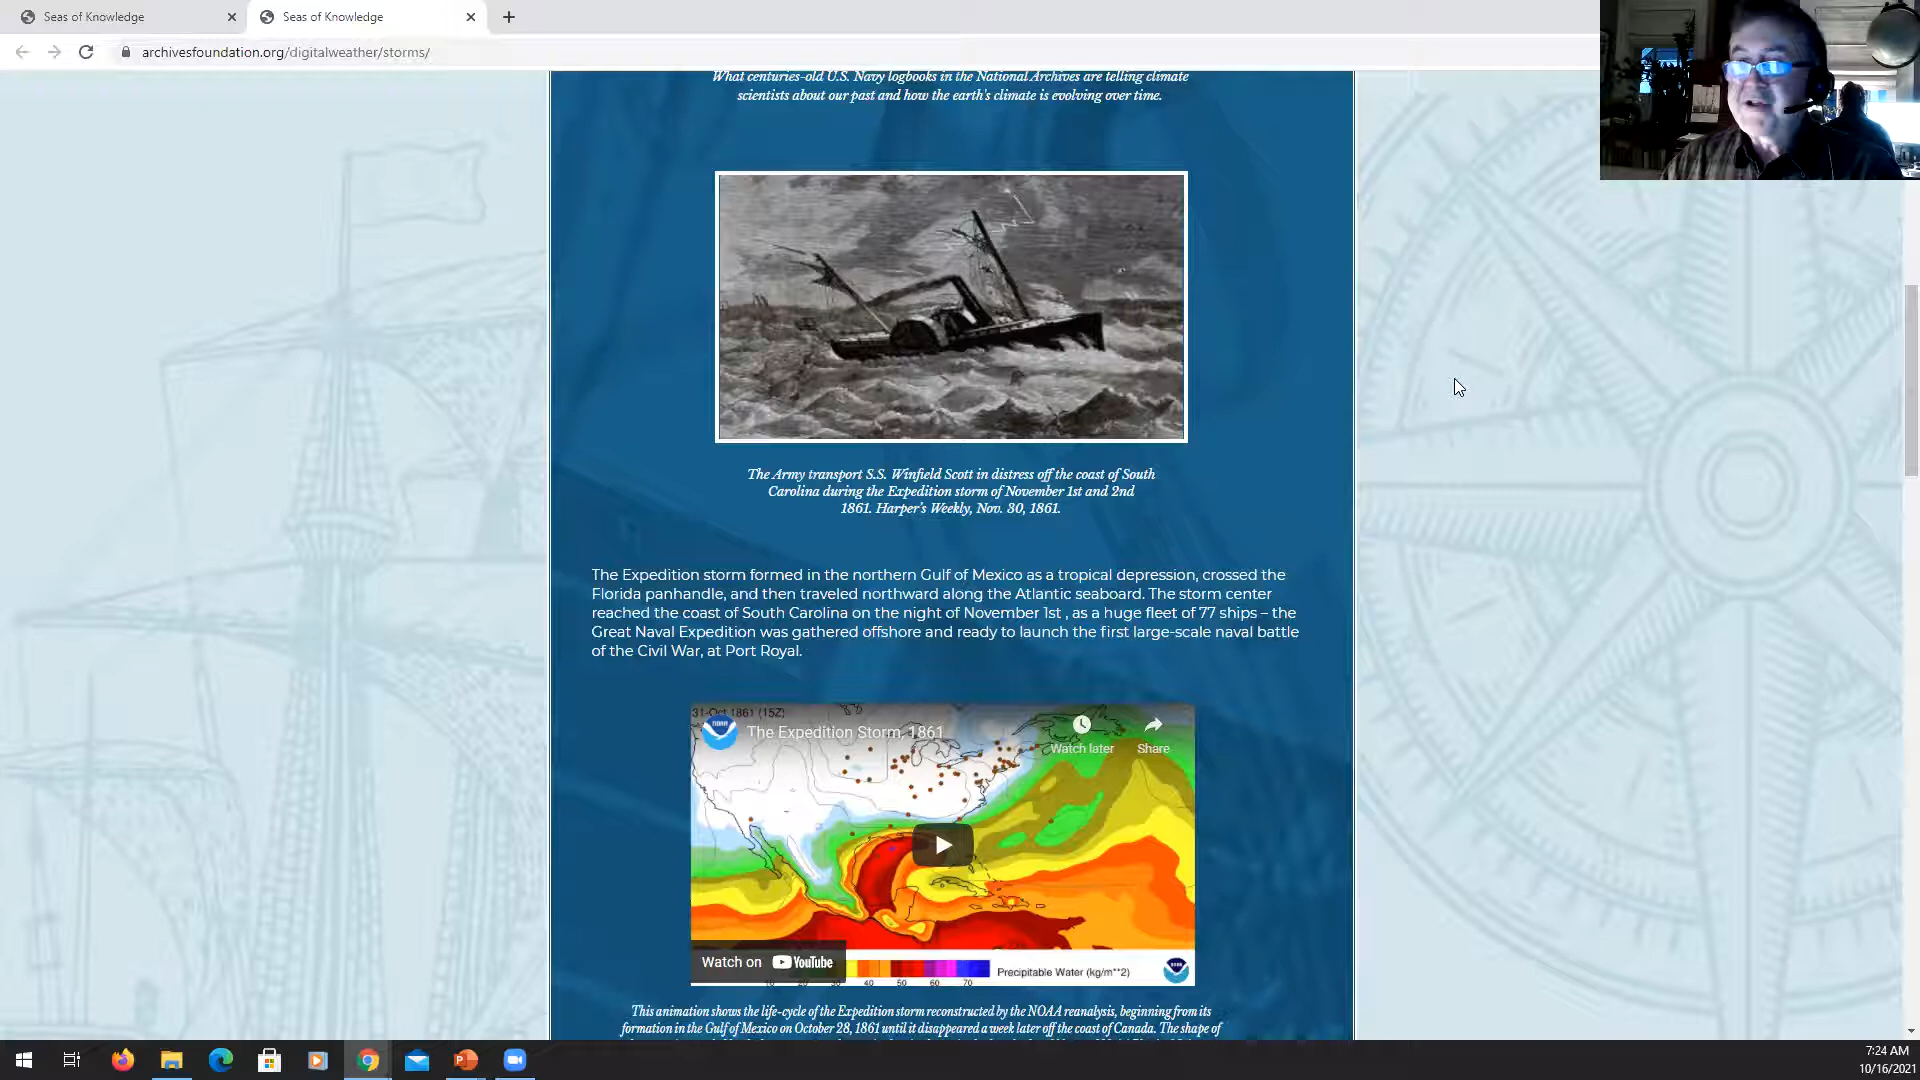 Seas of Knowledge
Seas of Knowledge
archivesfoundation.org/digitalweather/storms/
What centuries-old U.S. Navy logbooks in the National Archives are telling climate
scientists about our past and how the earth's climate is evolving over time.
The Army transport S.S. Winfield Scott in distress off the coast of South
Carolina during the Expedition storm of November 1st and 2nd
1861. Harper's Weekly, Nov. 30, 1861.
The Expedition storm formed in the northern Gulf of Mexico as a tropical depression, crossed the
Florida panhandle, and then traveled northward along the Atlantic seaboard. The storm center
reached the coast of South Carolina on the night of November 1st , as a huge fleet of 77 ships – the
Great Naval Expedition was gathered offshore and ready to launch the first large-scale naval battle
of the Civil War, at Port Royal.
31-Oct 1861 (15Z)
The Expedition Storm, 1861
Watch later
Share
Watch on YouTube
Precipitable Water (kg/m**2)
10 20 30 40 50 60 70
This animation shows the life-cycle of the Expedition storm reconstructed by the NOAA reanalysis, beginning from its
formation in the Gulf of Mexico on October 28, 1861 until it disappeared a week later off the coast of Canada. The shape of
7:24 AM
10/16/2021